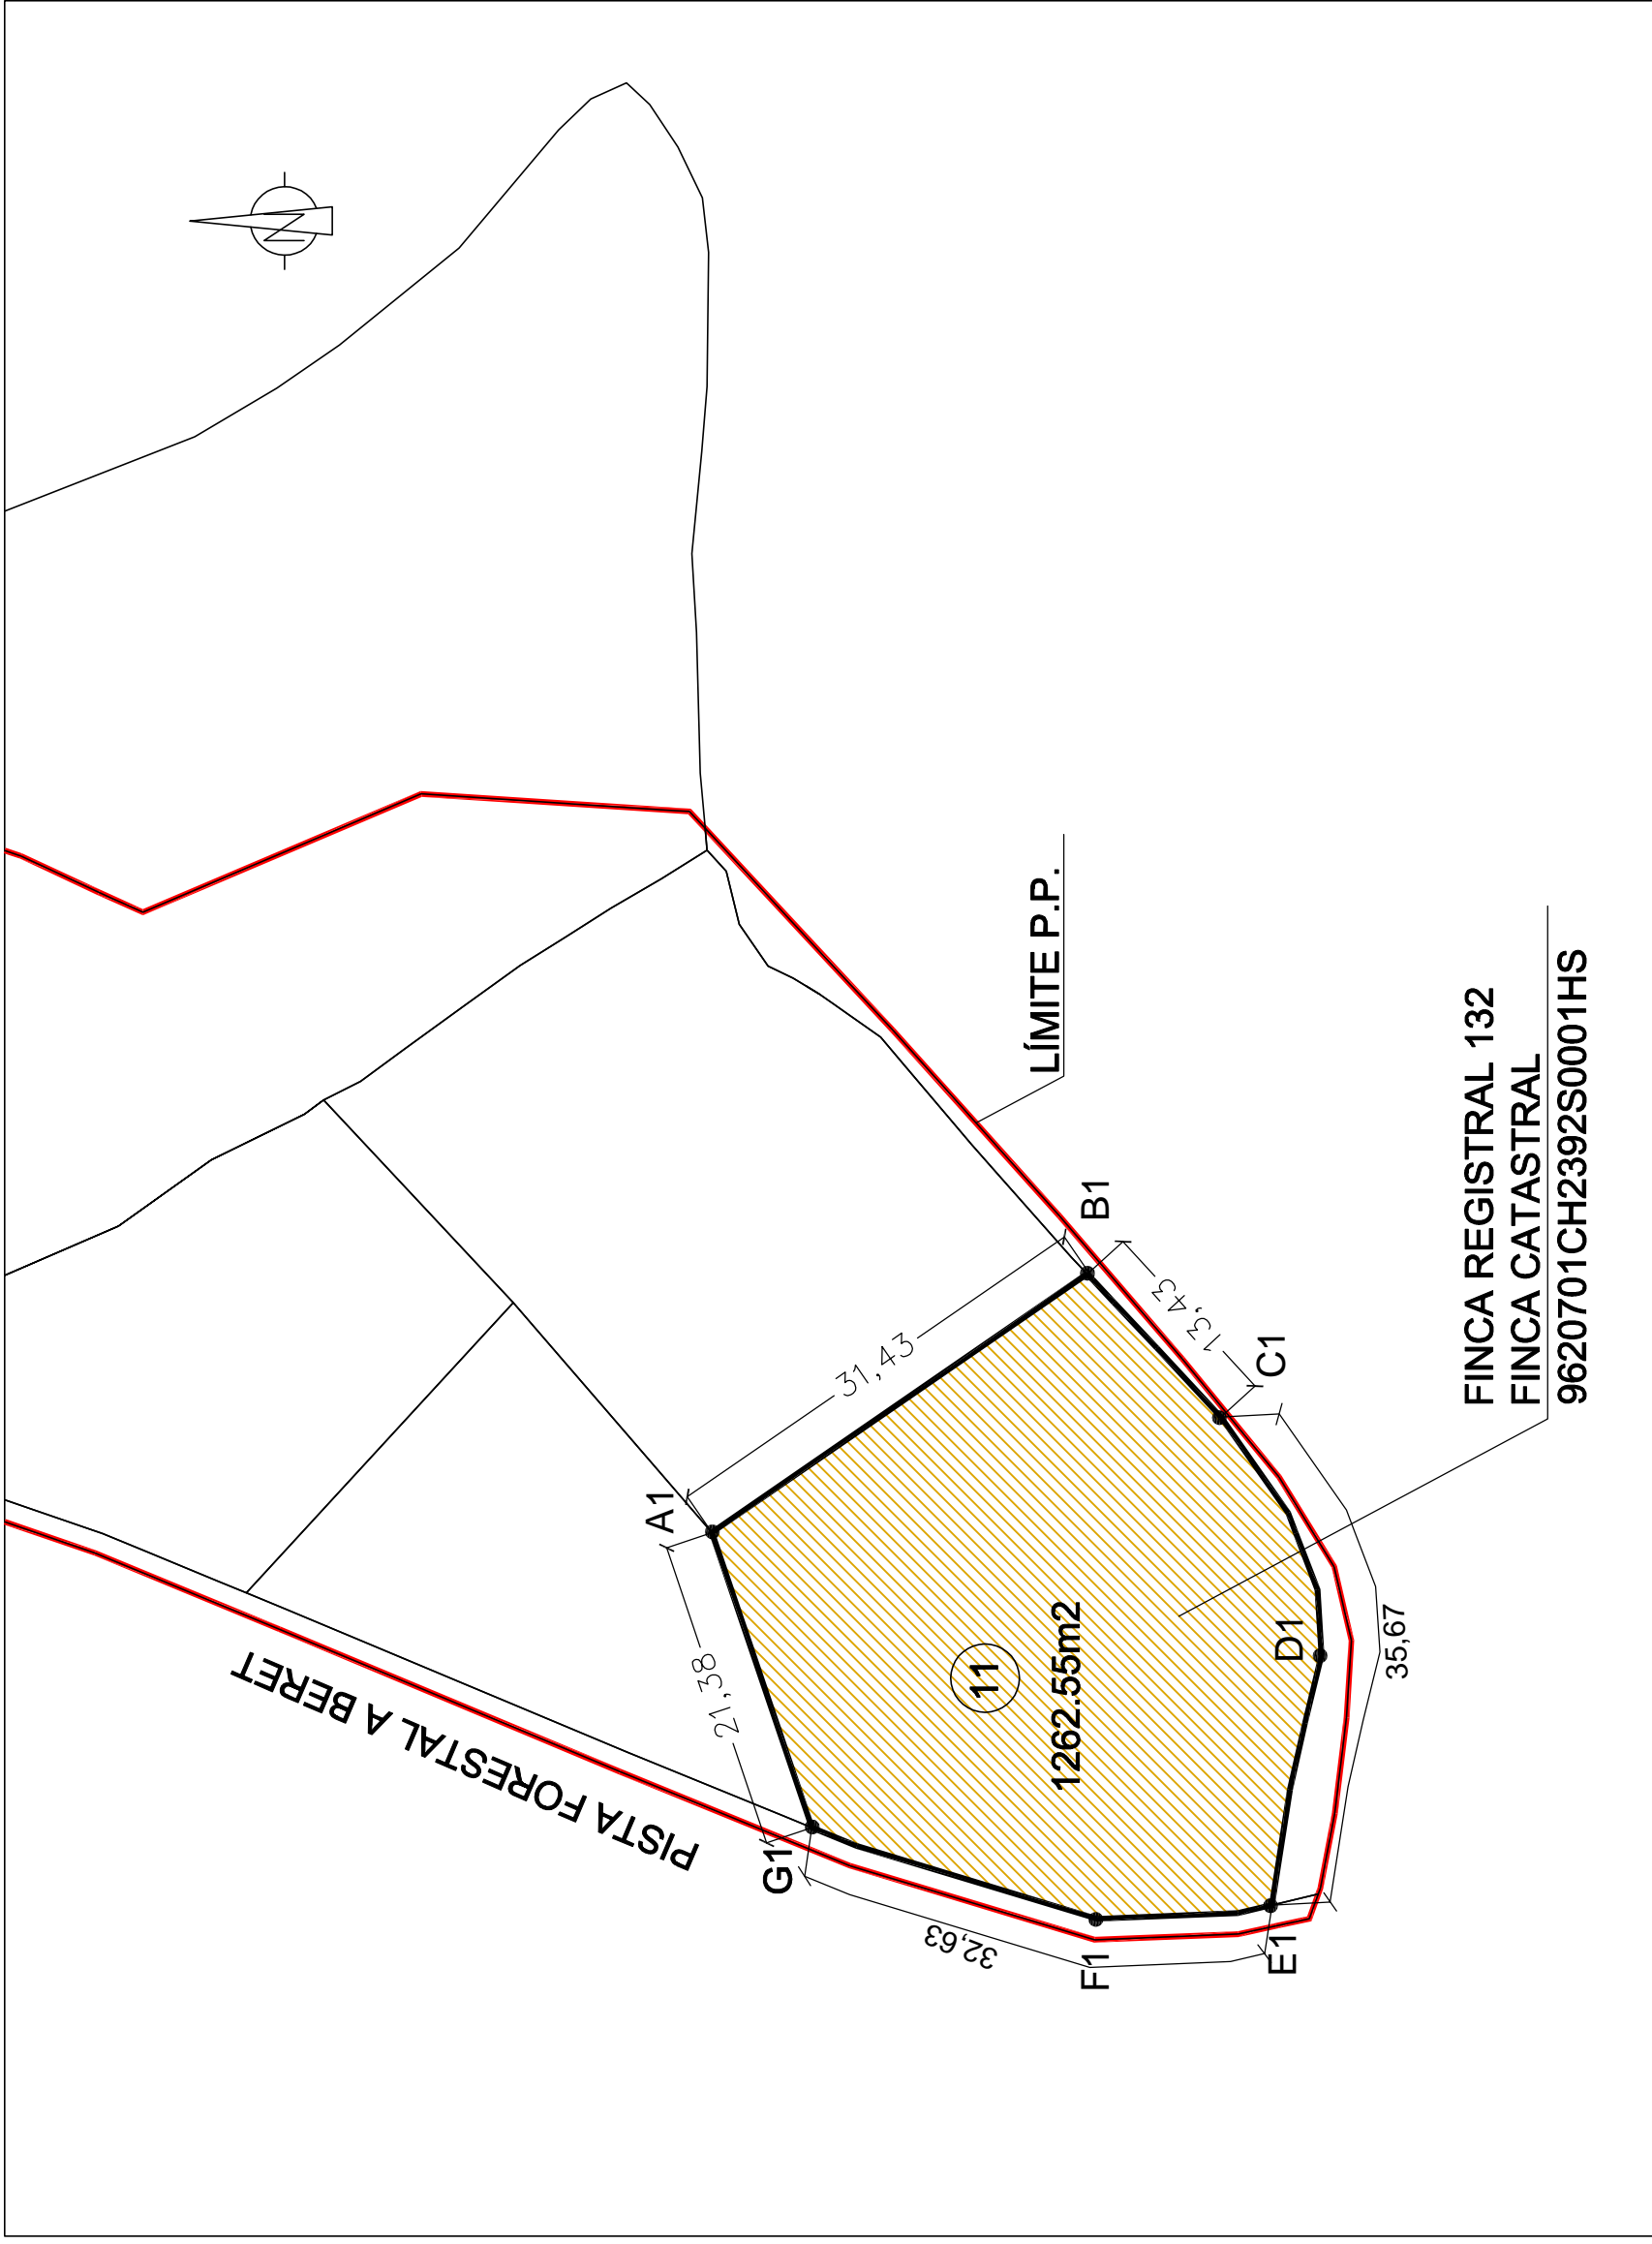 N
PISTA FORESTAL A BERET
A1
G1
21,38
31,43
B1
LÍMITE P.P.
13,43
C1
11
1262.55m2
D1
F1
E1
32,63
35,67
FINCA REGISTRAL 132
FINCA CATASTRAL
9620701CH2392S0001HS